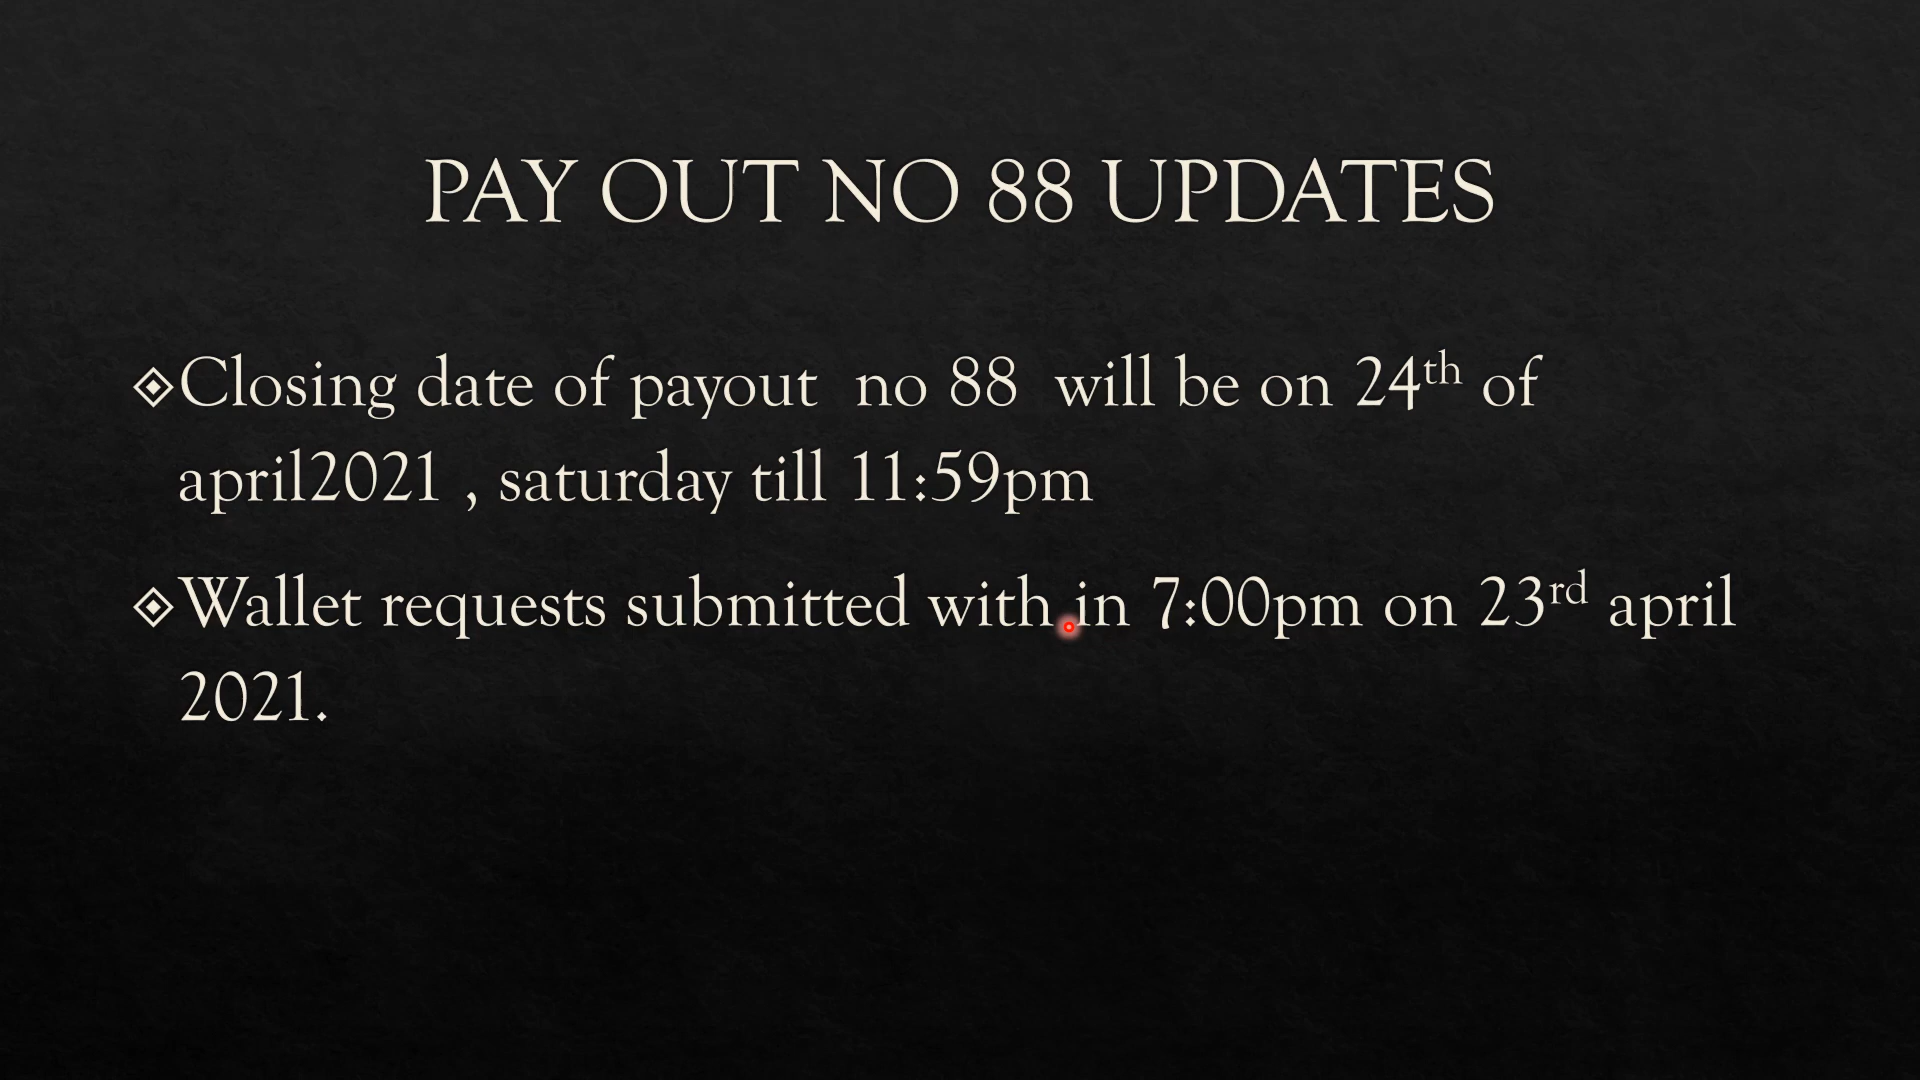 PAY OUT NO 88 UPDATES
Closing date of payout  no 88  will be on 24th of
april2021 , saturday till 11:59pm
Wallet requests submitted with in 7:00pm on 23rd april
2021.